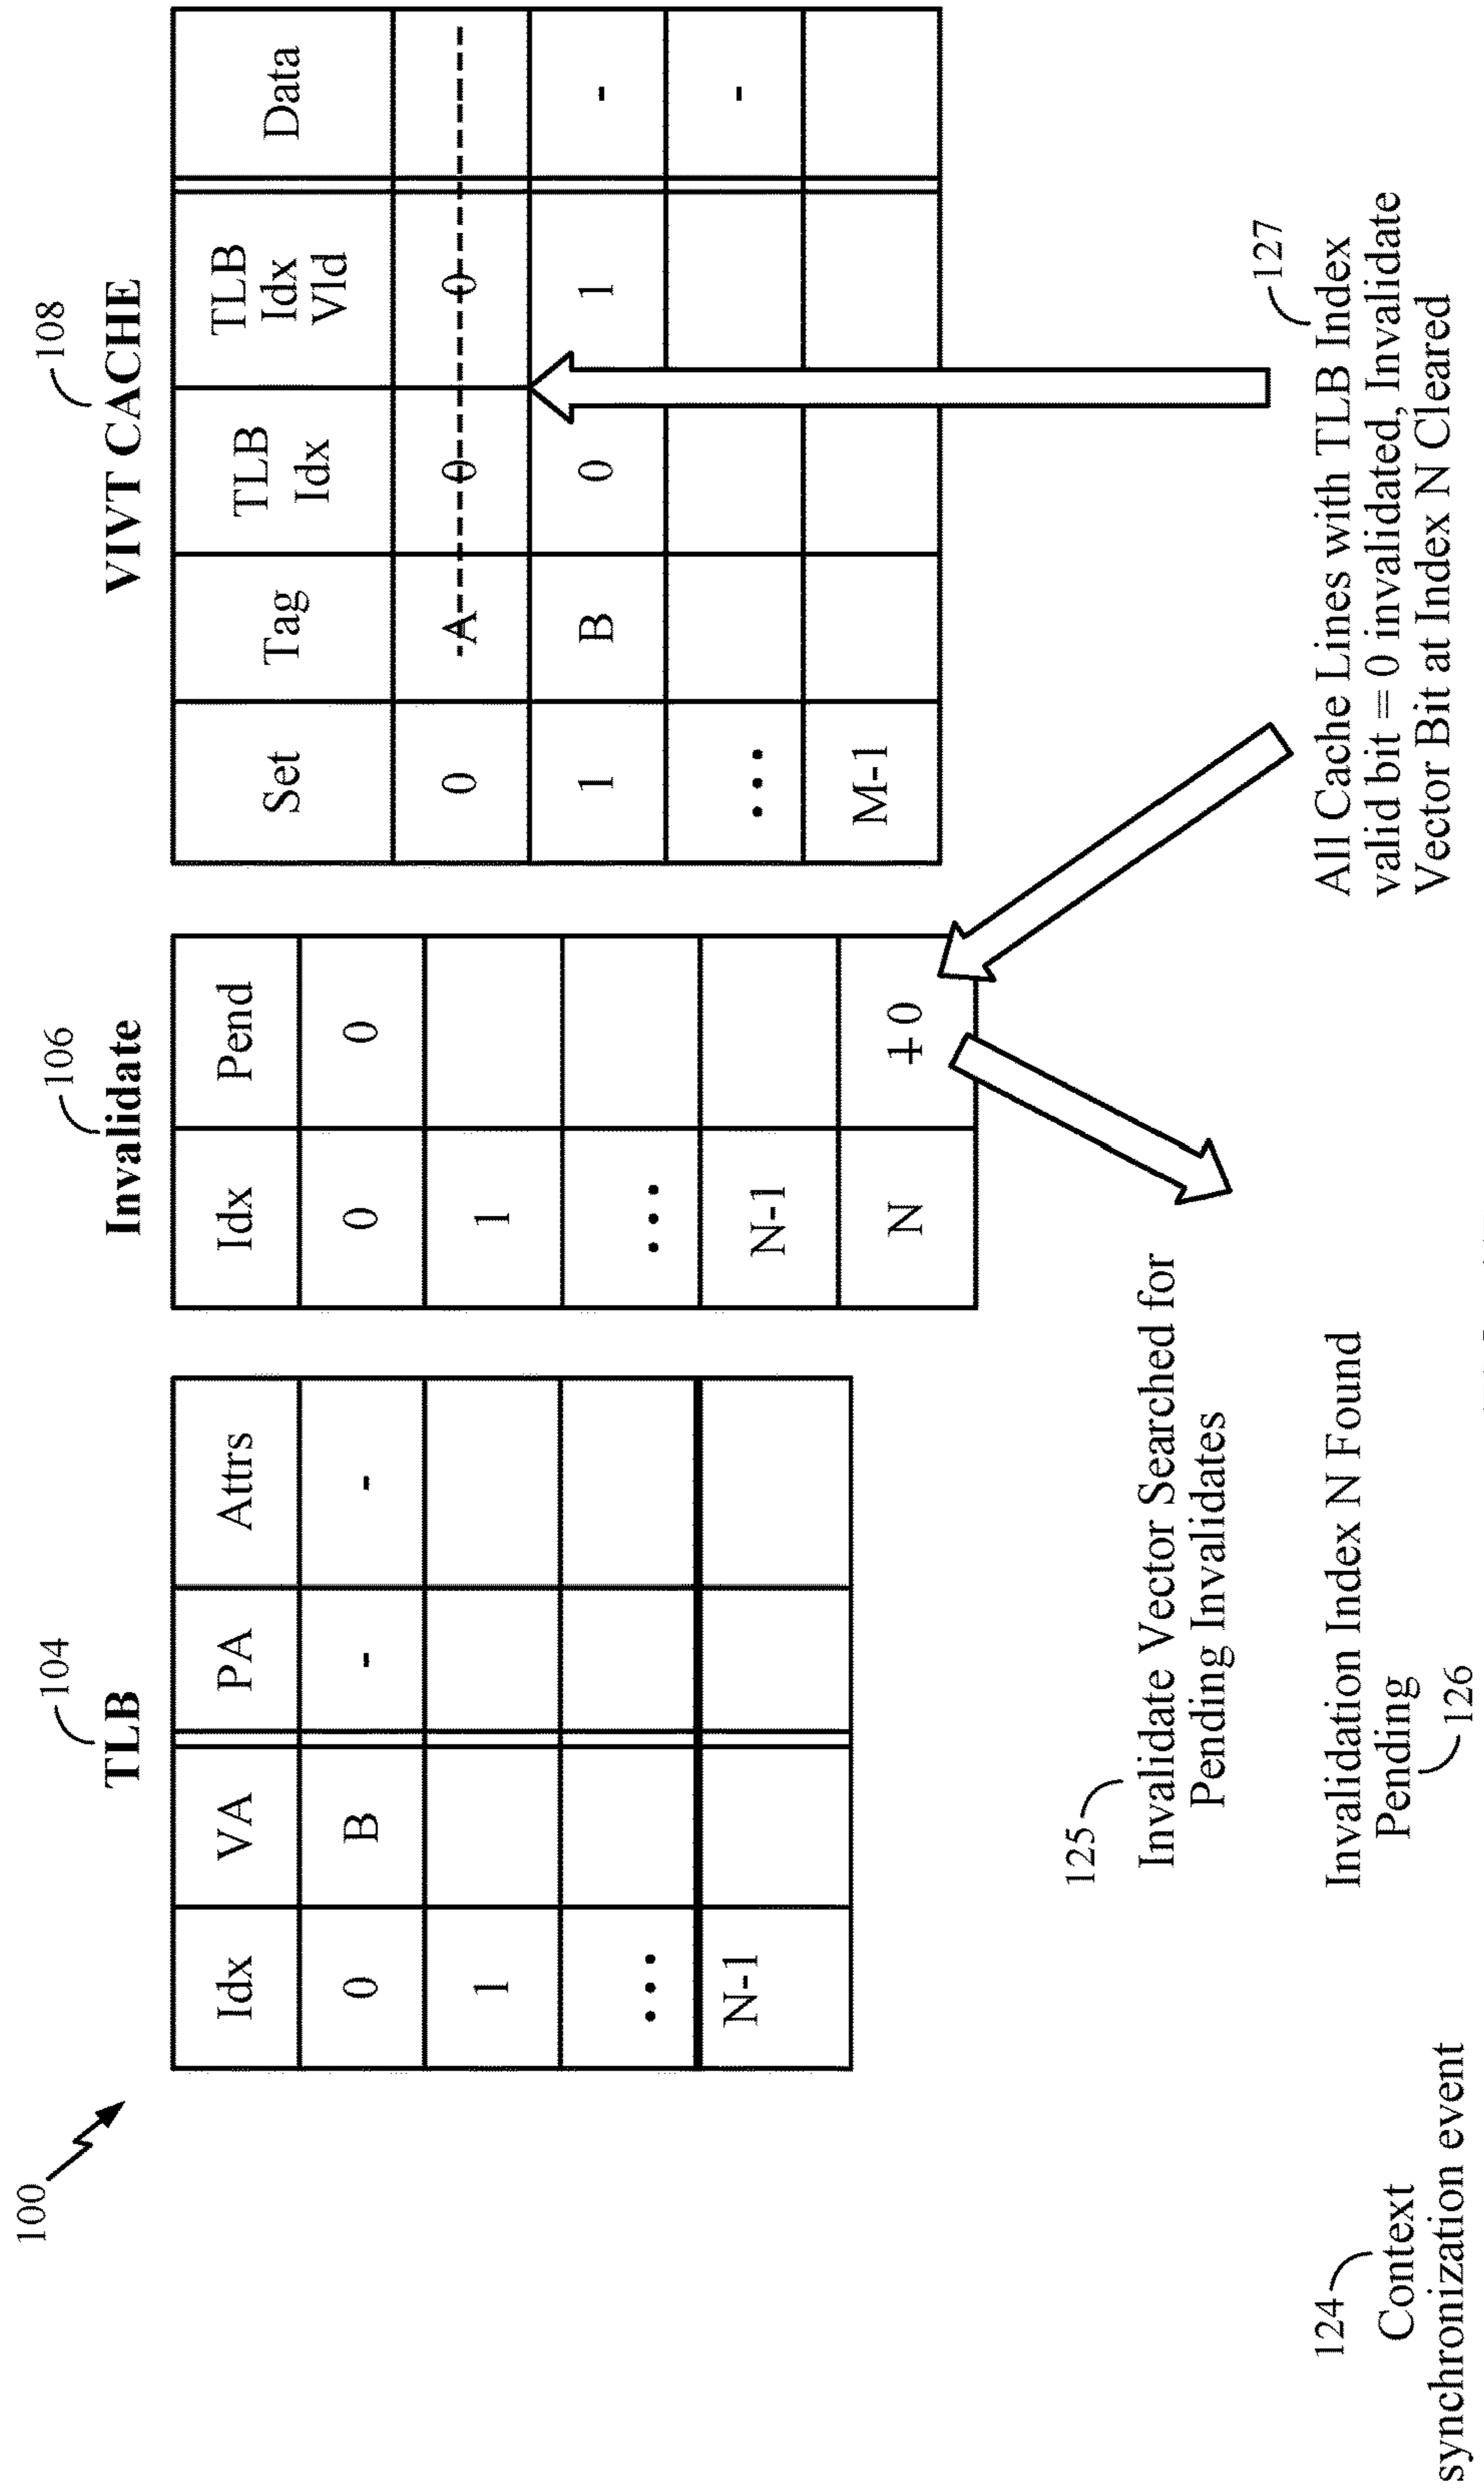 100
104
TLB
Idx VA PA Attrs
0 B - -
1
...
N-1
106
Invalidate
Idx Pend
0 0
1
...
N-1
N 1 0
108
VIVT CACHE
Set Tag TLB Idx TLB Idx Vld Data
0 A 0 0
1 B 0 1 -
... -
M-1
124
Context
synchronization event
125
Invalidate Vector Searched for
Pending Invalidates
Invalidation Index N Found
Pending
126
127
All Cache Lines with TLB Index
valid bit = 0 invalidated, Invalidate
Vector Bit at Index N Cleared